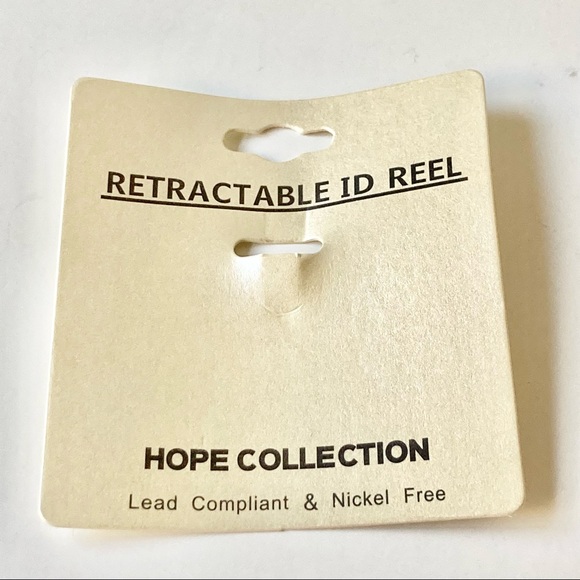 RETRACTABLE ID REEL
HOPE COLLECTION
Lead Compliant & Nickel Free